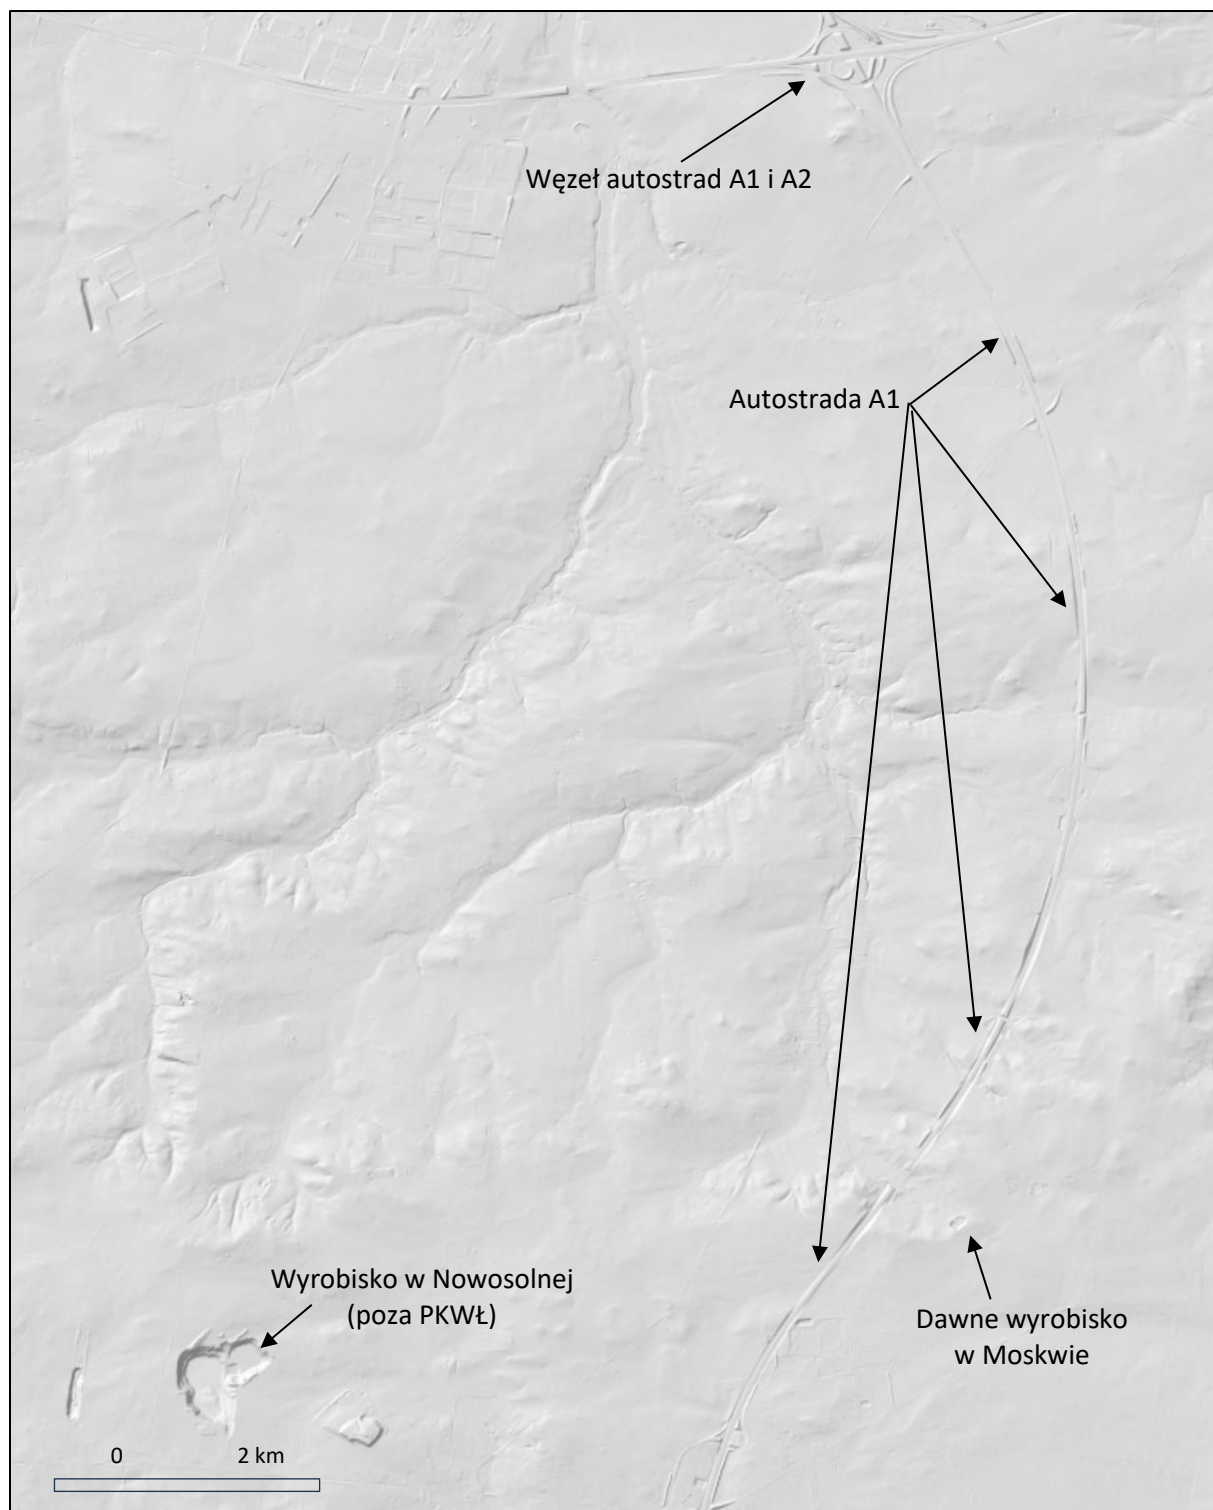 Węzeł autostrad A1 i A2
Autostrada A1
Wyrobisko w Nowosolnej
(poza PKWŁ)
Dawne wyrobisko
w Moskwie
0 2 km